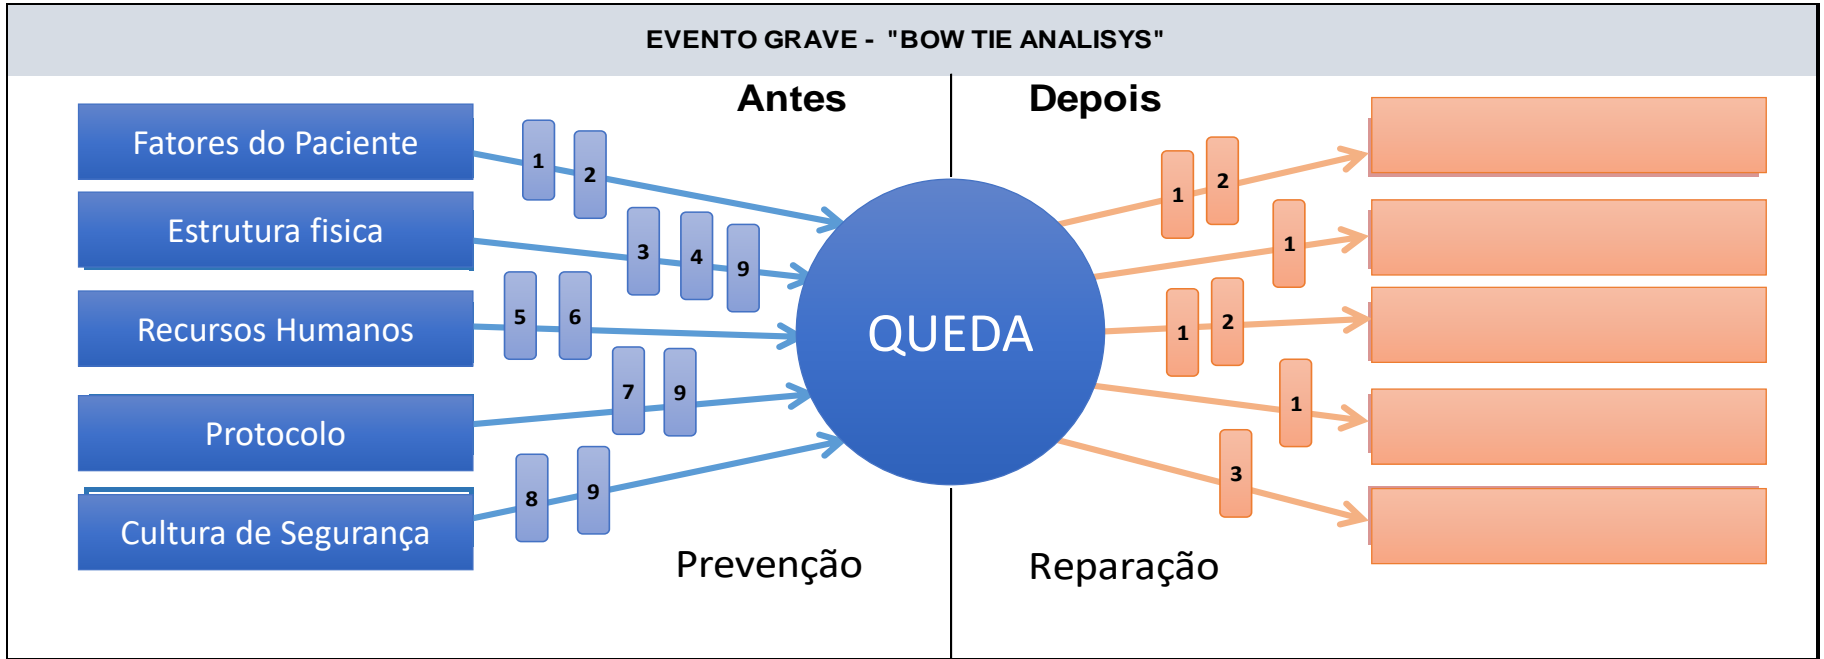 EVENTO GRAVE - "BOW TIE ANALISYS"
Antes
Depois
Fatores do Paciente
1
2
Estrutura fisica
3
4
9
Recursos Humanos
5
6
Protocolo
7
9
Cultura de Segurança
8
9
QUEDA
1
2
1
1
2
1
3
Prevenção
Reparação